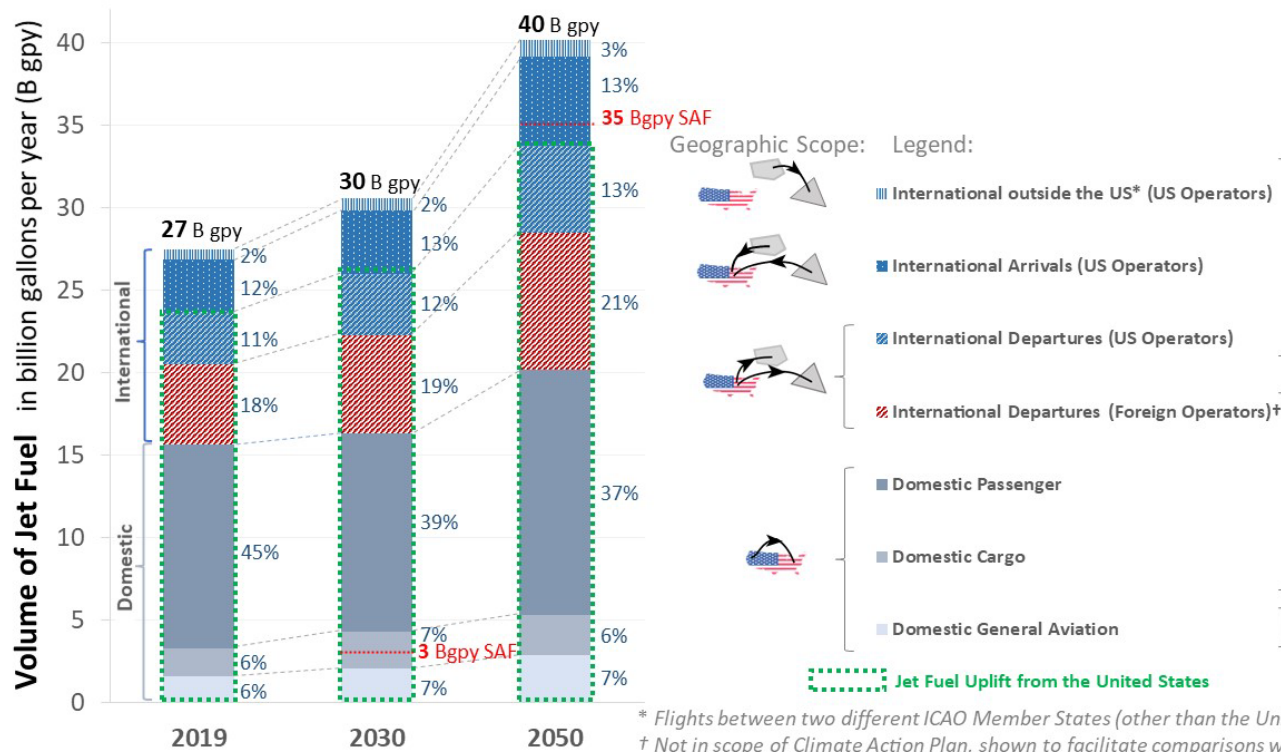 Volume of Jet Fuel in billion gallons per year (B gpy)
40
35
30
25
20
15
10
5
0
International
Domestic
27 B gpy
2%
12%
11%
18%
45%
6%
6%
2019
30 B gpy
2%
13%
12%
19%
39%
7%
3 Bgpy SAF
7%
2030
40 B gpy
3%
13%
35 Bgpy SAF
13%
21%
37%
6%
7%
2050
Geographic Scope: Legend:
International outside the US* (US Operators)
International Arrivals (US Operators)
International Departures (US Operators)
International Departures (Foreign Operators)†
Domestic Passenger
Domestic Cargo
Domestic General Aviation
Jet Fuel Uplift from the United States
* Flights between two different ICAO Member States (other than the Un
† Not in scope of Climate Action Plan, shown to facilitate comparisons w